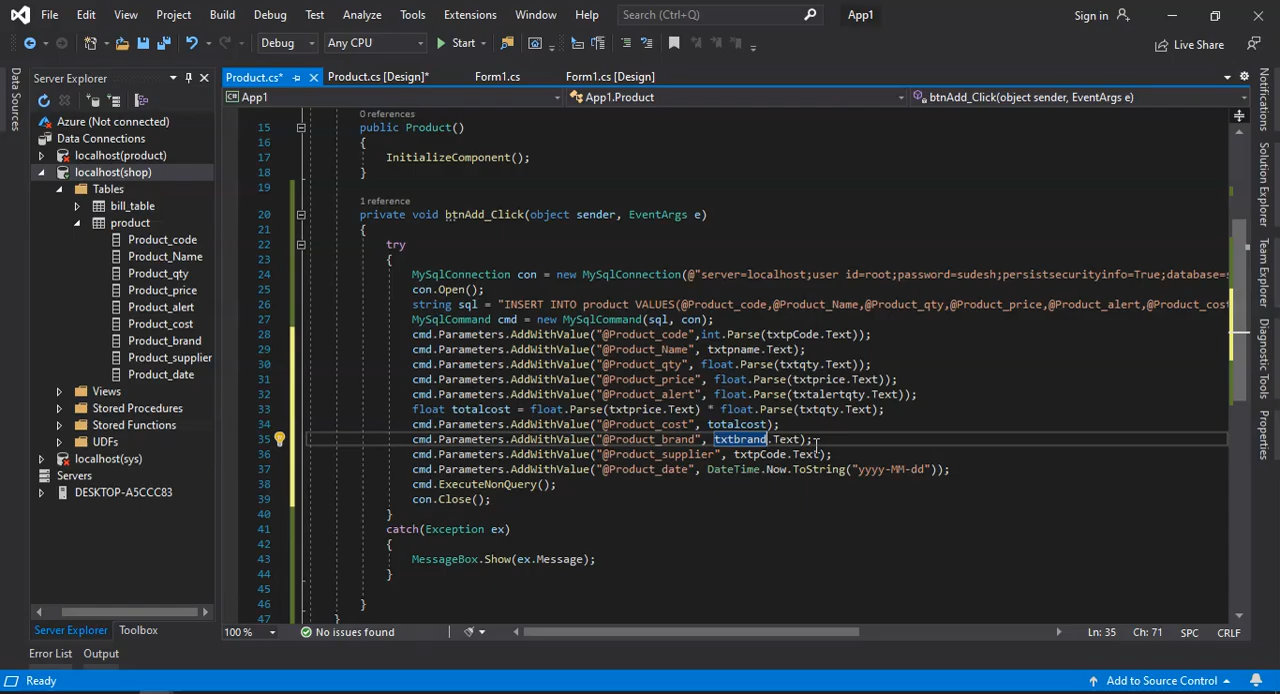 File Edit View Project Build Debug Test Analyze Tools Extensions Window Help Search (Ctrl+Q) App1 Sign in
Debug Any CPU Start Live Share
Data Sources
Server Explorer
Azure (Not connected)
Data Connections
localhost(product)
localhost(shop)
Tables
bill_table
product
Product_code
Product_Name
Product_qty
Product_price
Product_alert
Product_cost
Product_brand
Product_supplier
Product_date
Views
Stored Procedures
Stored Functions
UDFs
localhost(sys)
Servers
DESKTOP-A5CCC83
Server Explorer Toolbox
Product.cs* Product.cs [Design]* Form1.cs Form1.cs [Design]
App1 App1.Product btnAdd_Click(object sender, EventArgs e)
0 references
15 public Product()
16 {
17 InitializeComponent();
18 }
19
1 reference
20 private void btnAdd_Click(object sender, EventArgs e)
21 {
22 try
23 {
24 MySqlConnection con = new MySqlConnection(@"server=localhost;user id=root;password=sudesh;persistsecurityinfo=True;database=s
25 con.Open();
26 string sql = "INSERT INTO product VALUES(@Product_code,@Product_Name,@Product_qty,@Product_price,@Product_alert,@Product_cost
27 MySqlCommand cmd = new MySqlCommand(sql, con);
28 cmd.Parameters.AddWithValue("@Product_code",int.Parse(txtpCode.Text));
29 cmd.Parameters.AddWithValue("@Product_Name", txtpname.Text);
30 cmd.Parameters.AddWithValue("@Product_qty", float.Parse(txtqty.Text));
31 cmd.Parameters.AddWithValue("@Product_price", float.Parse(txtprice.Text));
32 cmd.Parameters.AddWithValue("@Product_alert", float.Parse(txtalertqty.Text));
33 float totalcost = float.Parse(txtprice.Text) * float.Parse(txtqty.Text);
34 cmd.Parameters.AddWithValue("@Product_cost", totalcost);
35 cmd.Parameters.AddWithValue("@Product_brand", txtbrand.Text);
36 cmd.Parameters.AddWithValue("@Product_supplier", txtpCode.Text);
37 cmd.Parameters.AddWithValue("@Product_date", DateTime.Now.ToString("yyyy-MM-dd"));
38 cmd.ExecuteNonQuery();
39 con.Close();
40 }
41 catch(Exception ex)
42 {
43 MessageBox.Show(ex.Message);
44 }
45
46 }
47 }
100 % No issues found Ln: 35 Ch: 71 SPC CRLF
Notifications
Solution Explorer
Team Explorer
Diagnostic Tools
Properties
Error List Output
Ready Add to Source Control